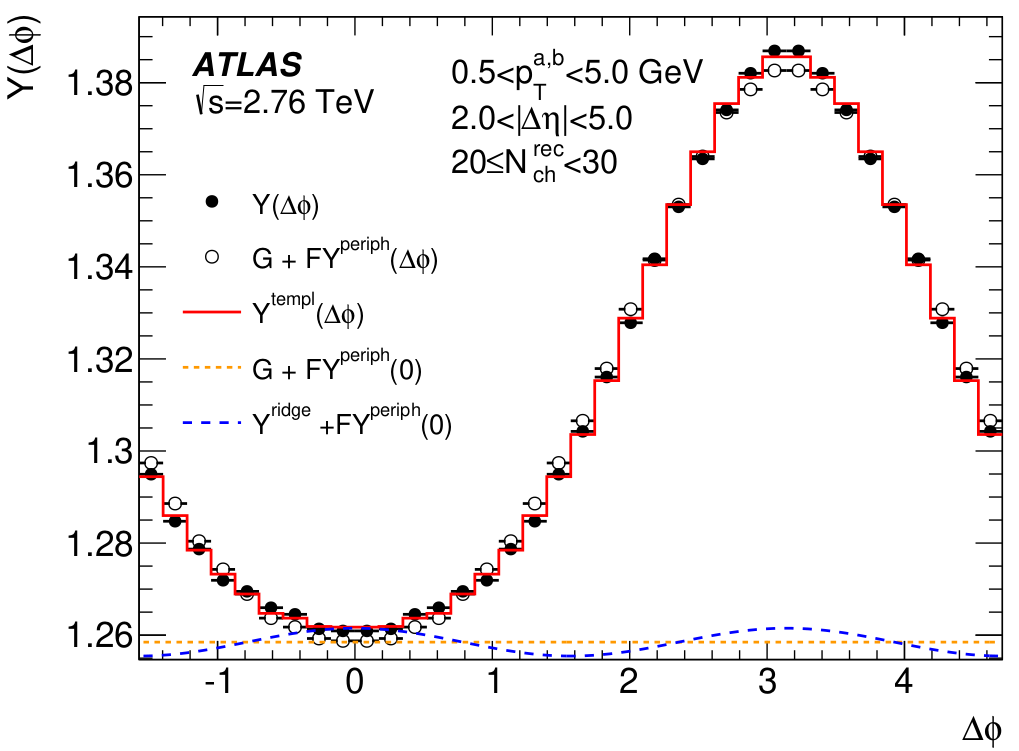 Y(Δϕ)
ATLAS
√s=2.76 TeV
0.5<p_T^{a,b}<5.0 GeV
2.0<|Δη|<5.0
20≤N_{ch}^{rec}<30
Y(Δϕ)
G + FY^{periph}(Δϕ)
Y^{templ}(Δϕ)
G + FY^{periph}(0)
Y^{ridge} +FY^{periph}(0)
1.38
1.36
1.34
1.32
1.3
1.28
1.26
-1 0 1 2 3 4
Δϕ